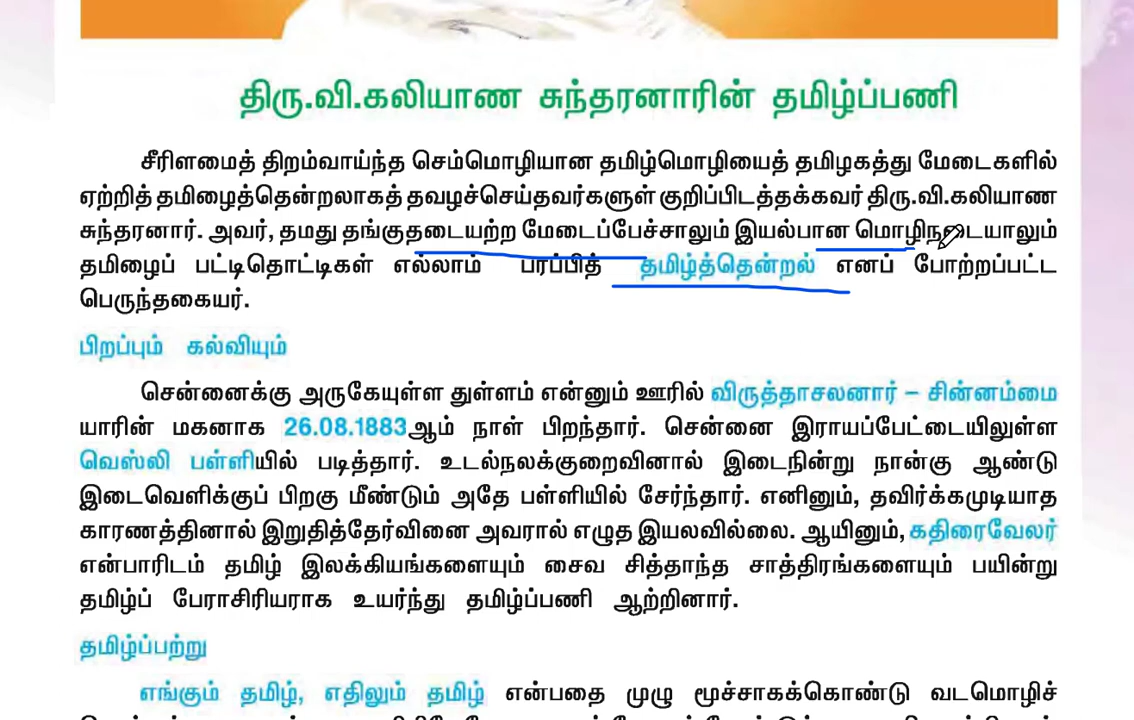 திரு.வி.கலியாண சுந்தரனாரின் தமிழ்ப்பணி
சீரிளமைத் திறம்வாய்ந்த செம்மொழியான தமிழ்மொழியைத் தமிழகத்து மேடைகளில்
ஏற்றித் தமிழைத்தென்றலாகத் தவழச்செய்தவர்களுள் குறிப்பிடத்தக்கவர் திரு.வி.கலியாண
சுந்தரனார். அவர், தமது தங்குதடையற்ற மேடைப்பேச்சாலும் இயல்பான மொழிநடையாலும்
தமிழைப் பட்டிதொட்டிகள் எல்லாம் பரப்பித் தமிழ்த்தென்றல் எனப் போற்றப்பட்ட
பெருந்தகையர்.
பிறப்பும் கல்வியும்
சென்னைக்கு அருகேயுள்ள துள்ளம் என்னும் ஊரில் விருத்தாசலனார் – சின்னம்மை
யாரின் மகனாக 26.08.1883ஆம் நாள் பிறந்தார். சென்னை இராயப்பேட்டையிலுள்ள
வெஸ்லி பள்ளியில் படித்தார். உடல்நலக்குறைவினால் இடைநின்று நான்கு ஆண்டு
இடைவெளிக்குப் பிறகு மீண்டும் அதே பள்ளியில் சேர்ந்தார். எனினும், தவிர்க்கமுடியாத
காரணத்தினால் இறுதித்தேர்வினை அவரால் எழுத இயலவில்லை. ஆயினும், கதிரைவேலர்
என்பாரிடம் தமிழ் இலக்கியங்களையும் சைவ சித்தாந்த சாத்திரங்களையும் பயின்று
தமிழ்ப் பேராசிரியராக உயர்ந்து தமிழ்ப்பணி ஆற்றினார்.
தமிழ்ப்பற்று
எங்கும் தமிழ், எதிலும் தமிழ் என்பதை முழு மூச்சாகக்கொண்டு வடமொழிச்